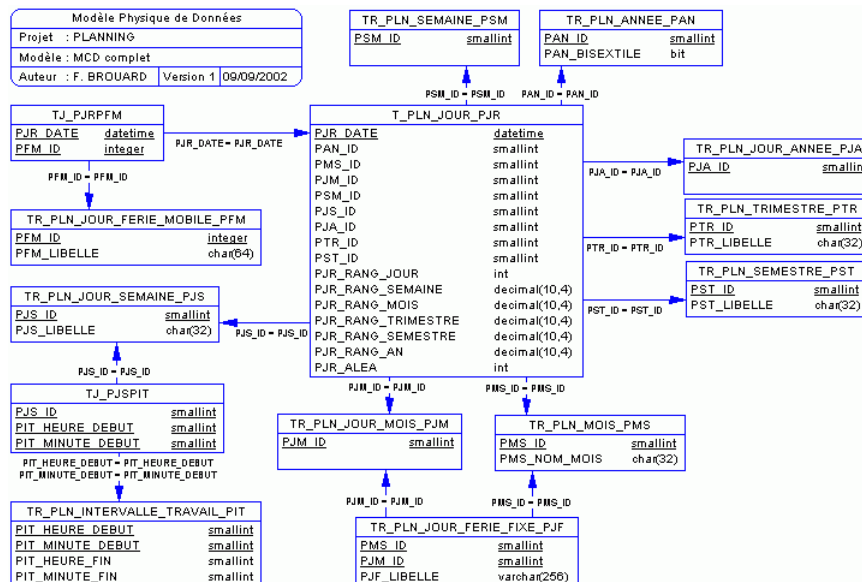 Modèle Physique de Données
Projet : PLANNING
Modèle : MCD complet
Auteur : F. BROUARD Version 1 09/09/2002
TR_PLN_SEMAINE_PSM
PSM_ID smallint
TR_PLN_ANNEE_PAN
PAN_ID smallint
PAN_BISEXTILE bit
PSM_ID = PSM_ID
PAN_ID = PAN_ID
TJ_PJRPFM
PJR_DATE datetime
PFM_ID integer
PJR_DATE = PJR_DATE
PFM_ID = PFM_ID
T_PLN_JOUR_PJR
PJR_DATE datetime
PAN_ID smallint
PMS_ID smallint
PJM_ID smallint
PSM_ID smallint
PJS_ID smallint
PJA_ID smallint
PTR_ID smallint
PST_ID smallint
PJR_RANG_JOUR int
PJR_RANG_SEMAINE decimal(10,4)
PJR_RANG_MOIS decimal(10,4)
PJR_RANG_TRIMESTRE decimal(10,4)
PJR_RANG_SEMESTRE decimal(10,4)
PJR_RANG_AN decimal(10,4)
PJR_ALEA int
TR_PLN_JOUR_ANNEE_PJA
PJA_ID smallin
PJA_ID = PJA_ID
TR_PLN_TRIMESTRE_PTR
PTR_ID smallint
PTR_LIBELLE char(32)
PTR_ID = PTR_ID
TR_PLN_SEMESTRE_PST
PST_ID smallint
PST_LIBELLE char(32)
PST_ID = PST_ID
TR_PLN_JOUR_FERIE_MOBILE_PFM
PFM_ID integer
PFM_LIBELLE char(64)
TR_PLN_JOUR_SEMAINE_PJS
PJS_ID smallint
PJS_LIBELLE char(32)
PJS_ID = PJS_ID
PJS_ID = PJS_ID
TJ_PJSPIT
PJS_ID smallint
PIT_HEURE_DEBUT smallint
PIT_MINUTE_DEBUT smallint
PIT_HEURE_DEBUT = PIT_HEURE_DEBUT
PIT_MINUTE_DEBUT = PIT_MINUTE_DEBUT
TR_PLN_INTERVALLE_TRAVAIL_PIT
PIT_HEURE_DEBUT smallint
PIT_MINUTE_DEBUT smallint
PIT_HEURE_FIN smallint
PIT_MINUTE_FIN smallint
PJM_ID = PJM_ID
PMS_ID = PMS_ID
TR_PLN_JOUR_MOIS_PJM
PJM_ID smallint
TR_PLN_MOIS_PMS
PMS_ID smallint
PMS_NOM_MOIS char(32)
PJM_ID = PJM_ID
PMS_ID = PMS_ID
TR_PLN_JOUR_FERIE_FIXE_PJF
PMS_ID smallint
PJM_ID smallint
PJF_LIBELLE varchar(256)